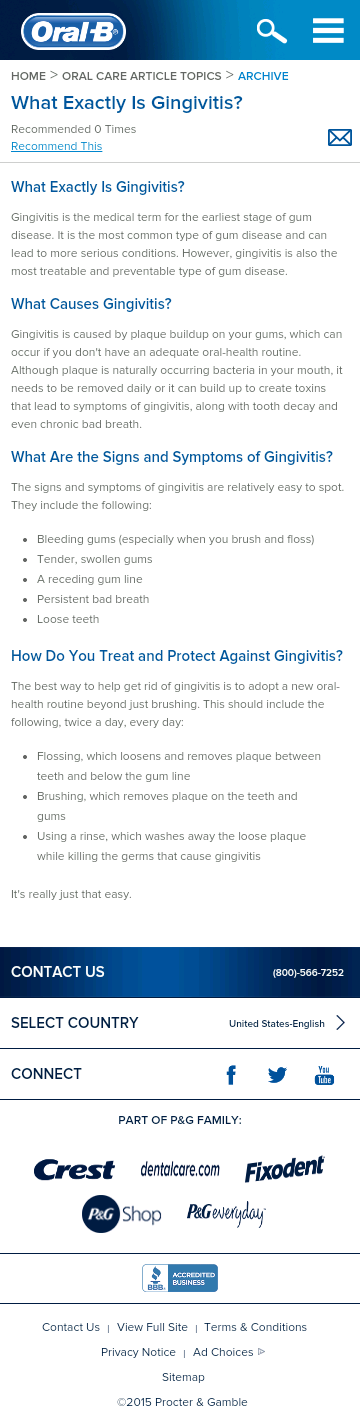 Oral-B®
HOME > ORAL CARE ARTICLE TOPICS > ARCHIVE
What Exactly Is Gingivitis?
Recommended 0 Times
Recommend This
What Exactly Is Gingivitis?
Gingivitis is the medical term for the earliest stage of gum
disease. It is the most common type of gum disease and can
lead to more serious conditions. However, gingivitis is also the
most treatable and preventable type of gum disease.
What Causes Gingivitis?
Gingivitis is caused by plaque buildup on your gums, which can
occur if you don't have an adequate oral-health routine.
Although plaque is naturally occurring bacteria in your mouth, it
needs to be removed daily or it can build up to create toxins
that lead to symptoms of gingivitis, along with tooth decay and
even chronic bad breath.
What Are the Signs and Symptoms of Gingivitis?
The signs and symptoms of gingivitis are relatively easy to spot.
They include the following:
• Bleeding gums (especially when you brush and floss)
• Tender, swollen gums
• A receding gum line
• Persistent bad breath
• Loose teeth
How Do You Treat and Protect Against Gingivitis?
The best way to help get rid of gingivitis is to adopt a new oral-
health routine beyond just brushing. This should include the
following, twice a day, every day:
• Flossing, which loosens and removes plaque between
teeth and below the gum line
• Brushing, which removes plaque on the teeth and
gums
• Using a rinse, which washes away the loose plaque
while killing the germs that cause gingivitis
It's really just that easy.
CONTACT US (800)-566-7252
SELECT COUNTRY United States-English
CONNECT f You Tube
PART OF P&G FAMILY:
Crest dentalcare.com Fixodent
P&G Shop P&G everyday
BBB. ACCREDITED BUSINESS
Contact Us | View Full Site | Terms & Conditions
Privacy Notice | Ad Choices
Sitemap
©2015 Procter & Gamble